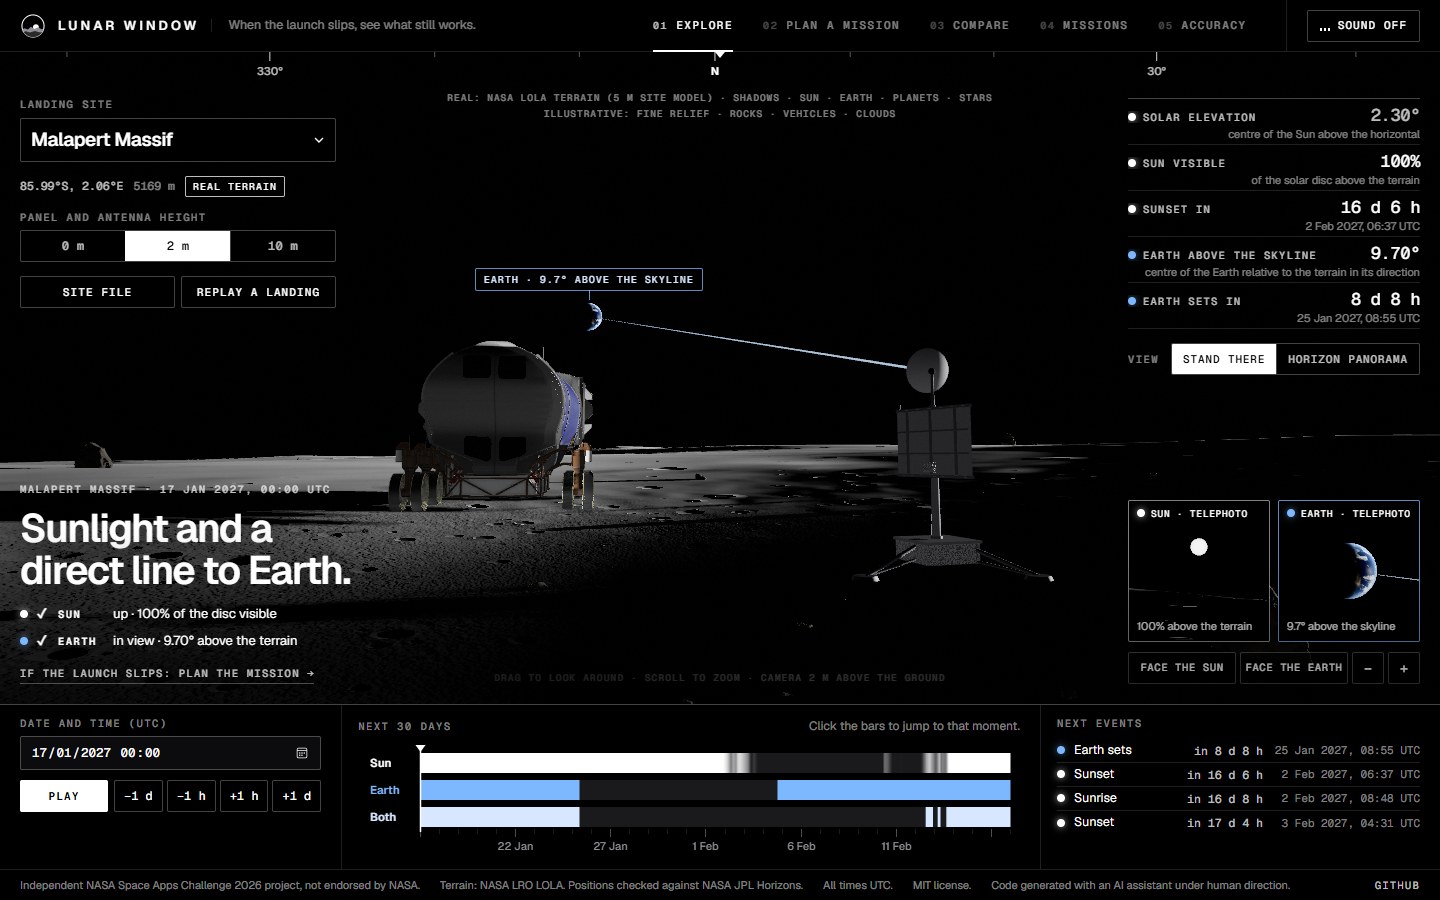 LUNAR WINDOW
When the launch slips, see what still works.
01 EXPLORE
02 PLAN A MISSION
03 COMPARE
04 MISSIONS
05 ACCURACY
SOUND OFF
330°
N
30°
REAL: NASA LOLA TERRAIN (5 M SITE MODEL) · SHADOWS · SUN · EARTH · PLANETS · STARS
ILLUSTRATIVE: FINE RELIEF · ROCKS · VEHICLES · CLOUDS
LANDING SITE
Malapert Massif
85.99°S, 2.06°E 5169 m REAL TERRAIN
PANEL AND ANTENNA HEIGHT
0 m
2 m
10 m
SITE FILE
REPLAY A LANDING
SOLAR ELEVATION 2.30°
centre of the Sun above the horizontal
SUN VISIBLE 100%
of the solar disc above the terrain
SUNSET IN 16 d 6 h
2 Feb 2027, 06:37 UTC
EARTH ABOVE THE SKYLINE 9.70°
centre of the Earth relative to the terrain in its direction
EARTH SETS IN 8 d 8 h
25 Jan 2027, 08:55 UTC
VIEW
STAND THERE
HORIZON PANORAMA
EARTH · 9.7° ABOVE THE SKYLINE
MALAPERT MASSIF · 17 JAN 2027, 00:00 UTC
Sunlight and a
direct line to Earth.
✓ SUN up · 100% of the disc visible
✓ EARTH in view · 9.70° above the terrain
IF THE LAUNCH SLIPS: PLAN THE MISSION →
DRAG TO LOOK AROUND · SCROLL TO ZOOM · CAMERA 2 M ABOVE THE GROUND
SUN · TELEPHOTO
100% above the terrain
EARTH · TELEPHOTO
9.7° above the skyline
FACE THE SUN
FACE THE EARTH
−
+
DATE AND TIME (UTC)
17/01/2027 00:00
PLAY
−1 d
−1 h
+1 h
+1 d
NEXT 30 DAYS
Click the bars to jump to that moment.
Sun
Earth
Both
22 Jan
27 Jan
1 Feb
6 Feb
11 Feb
NEXT EVENTS
Earth sets in 8 d 8 h 25 Jan 2027, 08:55 UTC
Sunset in 16 d 6 h 2 Feb 2027, 06:37 UTC
Sunrise in 16 d 8 h 2 Feb 2027, 08:48 UTC
Sunset in 17 d 4 h 3 Feb 2027, 04:31 UTC
Independent NASA Space Apps Challenge 2026 project, not endorsed by NASA.
Terrain: NASA LRO LOLA. Positions checked against NASA JPL Horizons.
All times UTC.
MIT license.
Code generated with an AI assistant under human direction.
GITHUB